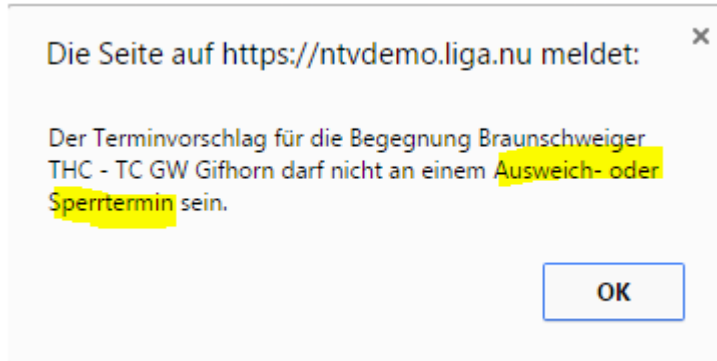 Die Seite auf https://ntvdemo.liga.nu meldet:
Der Terminvorschlag für die Begegnung Braunschweiger
THC - TC GW Gifhorn darf nicht an einem Ausweich- oder
Sperrtermin sein.
OK